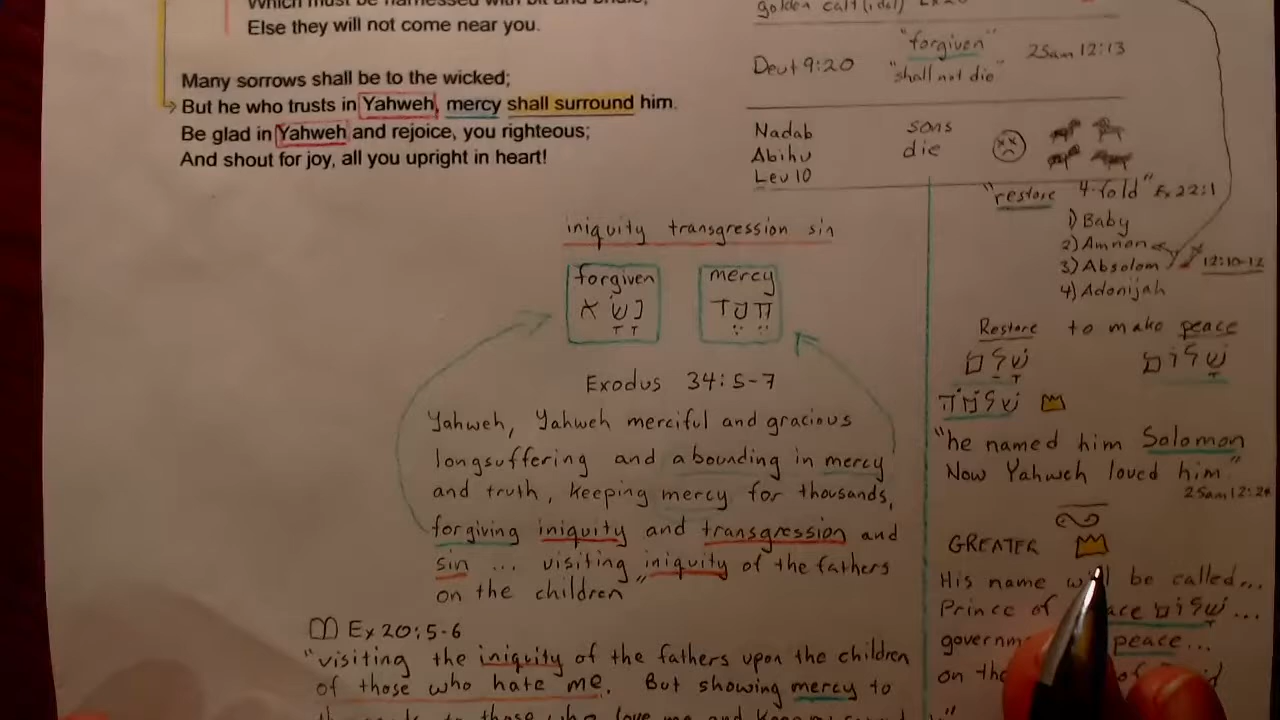 Else they will not come near you.
Many sorrows shall be to the wicked;
But he who trusts in Yahweh, mercy shall surround him.
Be glad in Yahweh and rejoice, you righteous;
And shout for joy, all you upright in heart!
golden calf (idol)
Deut 9:20 "forgiven" 2Sam 12:13
"shall not die"
Nadab sons
Abihu die
Lev 10
"restore 4-fold" Ex 22:1
1) Baby
2) Amnon
3) Absolom 12:10-12
4) Adonijah
iniquity transgression sin
forgiven mercy
נָשָׂא חֶסֶד
Exodus 34:5-7
Yahweh, Yahweh merciful and gracious
longsuffering and abounding in mercy
and truth, keeping mercy for thousands,
forgiving iniquity and transgression and
sin ... visiting iniquity of the fathers
on the children"
Ex 20:5-6
"visiting the iniquity of the fathers upon the children
of those who hate me. But showing mercy to
Restore to make peace
שָׁלַם שָׁלוֹם
שׁלֹמֹה
"he named him Solomon
Now Yahweh loved him"
2Sam 12:24
GREATER
His name will be called...
Prince of שָׁלוֹם ...
peace...
on